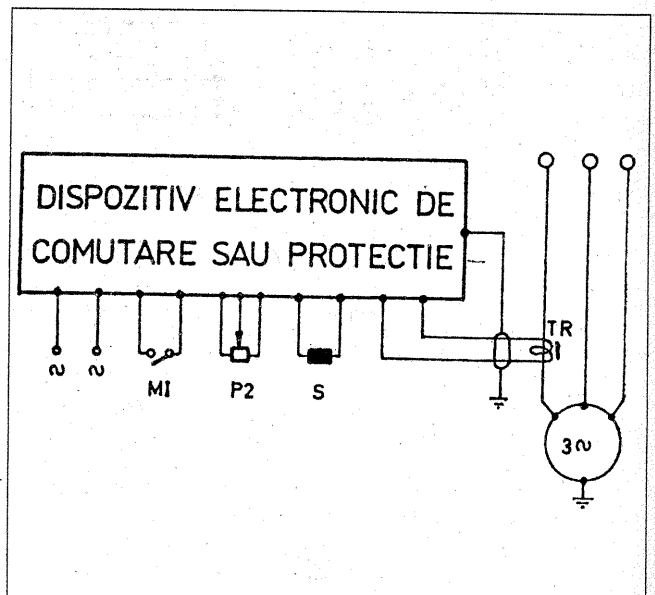 DISPOZITIV ELECTRONIC DE
COMUTARE SAU PROTECTIE
TR
MI
P2
S
3~